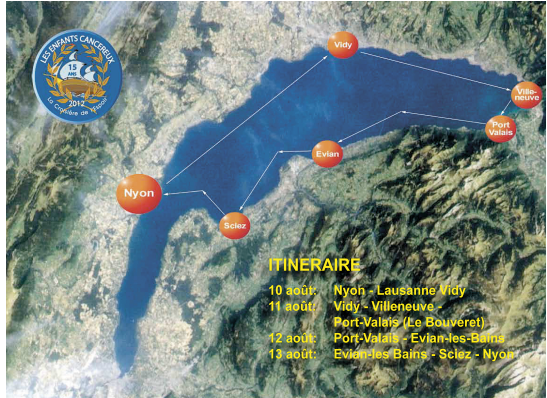 LES ENFANTS CANCEREUX
15
ANS
2012
La Croisière de l'Espoir
Vidy
Ville-
neuve
Port
Valais
Evian
Nyon
Sciez
ITINERAIRE
10 août: Nyon - Lausanne Vidy
11 août: Vidy - Villeneuve -
Port-Valais (Le Bouveret)
12 août: Port-Valais - Evian-les-Bains
13 août: Evian-les Bains - Sciez - Nyon